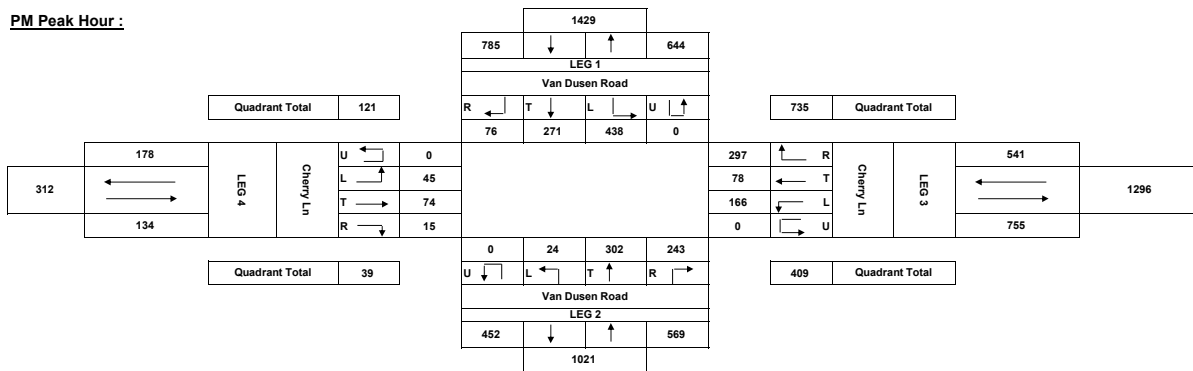 PM Peak Hour :
1429
785 644
LEG 1
Van Dusen Road
Quadrant Total 121
R T L U
735 Quadrant Total
76 271 438 0
178
U 0
297 R
541
312
LEG 4
Cherry Ln
L 45
78 T
Cherry Ln
LEG 3
1296
T 74
166 L
134
R 15
0 U
755
0 24 302 243
Quadrant Total 39
U L T R
409 Quadrant Total
Van Dusen Road
LEG 2
452 569
1021